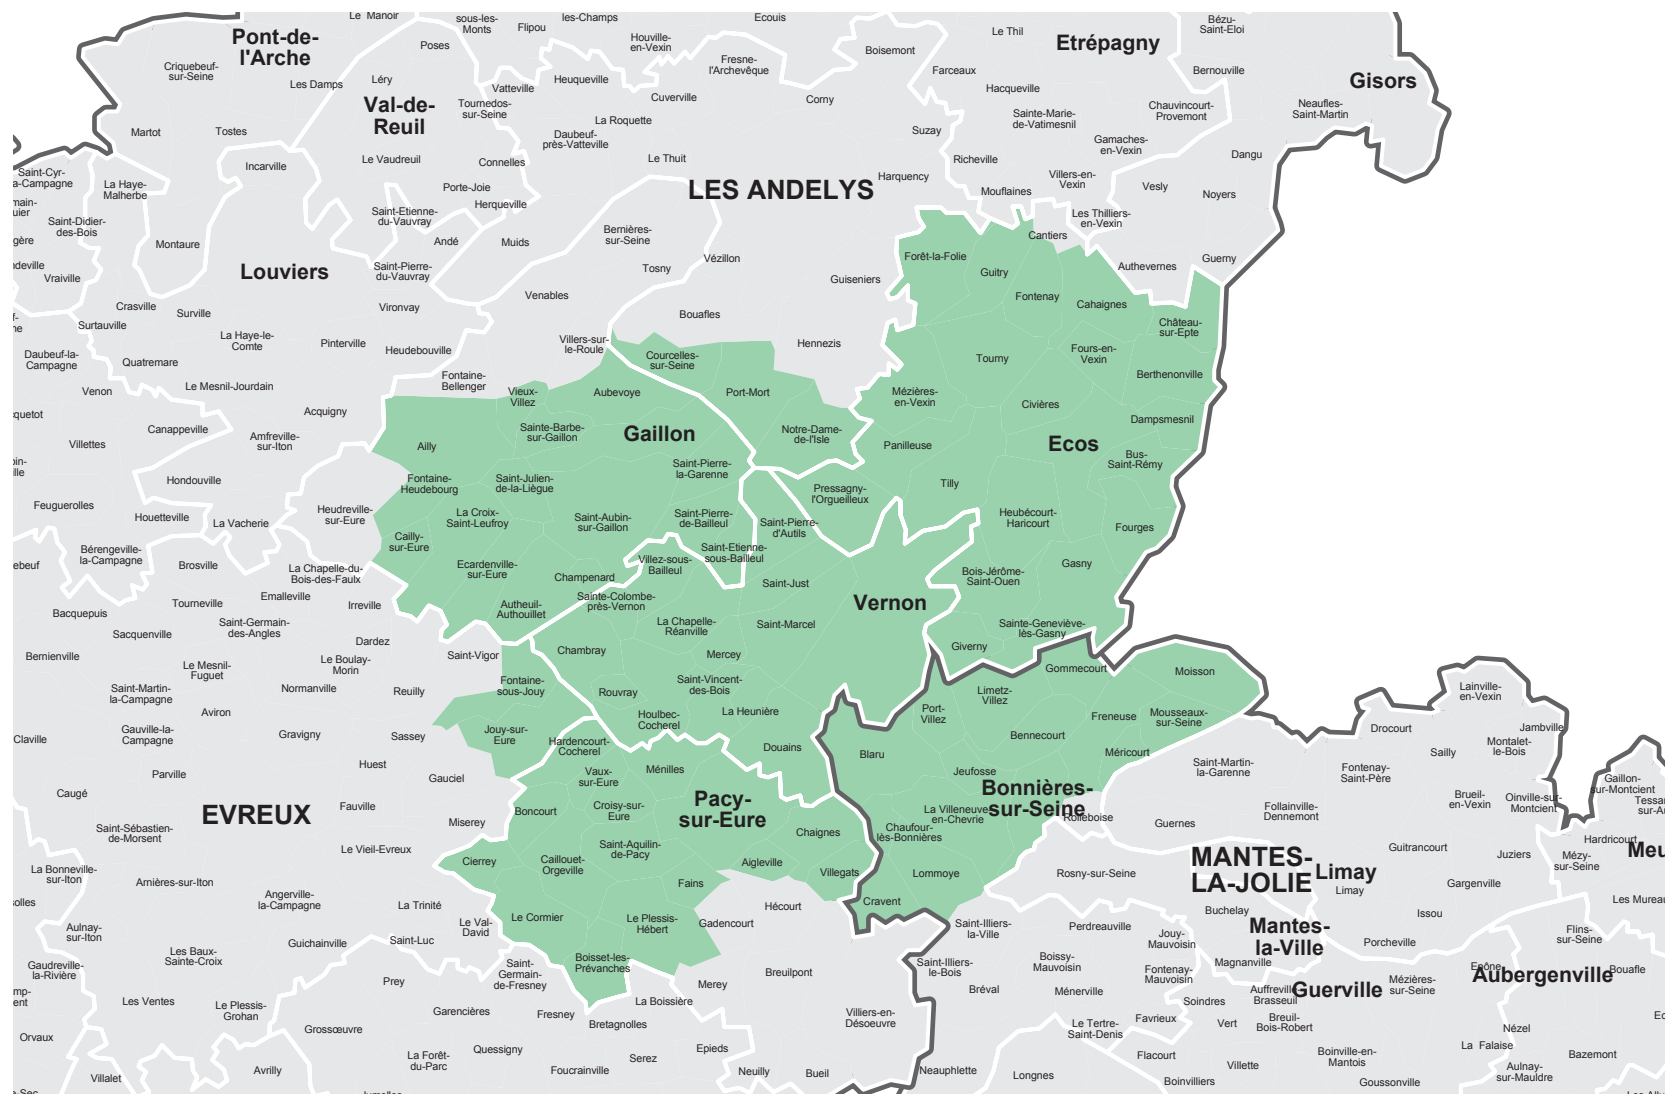 Le Manoir
sous-les-
Monts
Flipou
les-Champs
Ecouis
Bézu-
Saint-Eloi
Pont-de-
l'Arche
Poses
Houville-
en-Vexin
Boisemont
Le Thil
Etrépagny
Criquebeuf-
sur-Seine
Les Damps
Léry
Vatteville
Heuqueville
Fresne-
l'Archevêque
Farceaux
Bernouville
Gisors
Val-de-
Reuil
Tournedos-
sur-Seine
Cuverville
Corny
Hacqueville
Chauvincourt-
Provemont
Neaufles-
Saint-Martin
Martot
Tostes
La Roquette
Daubeuf-
près-Vatteville
Suzay
Sainte-Marie-
de-Vatimesnil
Gamaches-
en-Vexin
Incarville
Le Vaudreuil
Connelles
Le Thuit
Richeville
Dangu
Saint-Cyr-
a-Campagne
La Haye-
Malherbe
Porte-Joie
LES ANDELYS
Harquency
Mouflaines
Villers-en-
Vexin
Vesly
Noyers
main-
uier
Saint-Didier-
des-Bois
Saint-Etienne-
du-Vauvray
Herqueville
Les Thilliers-
en-Vexin
gère
Montaure
Andé
Muids
Bernières-
sur-Seine
Cantiers
ndeville
Vraiville
Louviers
Saint-Pierre-
du-Vauvray
Tosny
Vézillon
Forêt-la-Folie
Guitry
Authevernes
Guerny
Guiseniers
Crasville
Surville
Vironvay
Venables
Fontenay
Cahaignes
f-
ne
Surtauville
Bouafles
Château-
sur-Epte
Daubeuf-la-
Campagne
Quatremare
La Haye-le-
Comte
Pinterville
Heudebouville
Villers-sur-
le-Roule
Courcelles-
sur-Seine
Hennezis
Tourny
Fours-en-
Vexin
Berthenonville
Venon
Le Mesnil-Jourdain
Fontaine-
Bellenger
Vieux-
Villez
Aubevoye
Port-Mort
Mézières-
en-Vexin
Civières
cquetot
Canappeville
Acquigny
Dampsmesnil
Villettes
Amfreville-
sur-Iton
Ailly
Sainte-Barbe-
sur-Gaillon
Gaillon
Notre-Dame-
de-l'Isle
Panilleuse
Ecos
oin-
lle
Bus-
Saint-Rémy
Hondouville
Fontaine-
Heudebourg
Saint-Julien-
de-la-Liègue
Saint-Pierre-
la-Garenne
Pressagny-
l'Orgueilleux
Tilly
Feuguerolles
Houetteville
La Vacherie
Heudreville-
sur-Eure
La Croix-
Saint-Leufroy
Saint-Aubin-
sur-Gaillon
Saint-Pierre-
de-Bailleul
Saint-Pierre-
d'Autils
Heubécourt-
Haricourt
Fourges
Cailly-
sur-Eure
Saint-Etienne-
sous-Bailleul
Bérengeville-
la-Campagne
ebeuf
Brosville
La Chapelle-du-
Bois-des-Faulx
Ecardenville-
sur-Eure
Champenard
Villez-sous-
Bailleul
Saint-Just
Bois-Jérôme-
Saint-Ouen
Gasny
Bacquepuis
Tourneville
Emalleville
Irreville
Autheuil-
Authouillet
Sainte-Colombe-
près-Vernon
Vernon
Sacquenville
Saint-Germain-
des-Angles
Dardez
La Chapelle-
Réanville
Saint-Marcel
Sainte-Geneviève-
lès-Gasny
Giverny
Bernienville
Le Mesnil-
Fuguet
Le Boulay-
Morin
Saint-Vigor
Chambray
Mercey
Gommecourt
Moisson
Saint-Martin-
la-Campagne
Normanville
Reuilly
Fontaine-
sous-Jouy
Rouvray
Saint-Vincent-
des-Bois
Limetz-
Villez
Lainville-
en-Vexin
Aviron
Houlbec-
Cocherel
La Heunière
Port-
Villez
Freneuse
Mousseaux-
sur-Seine
Drocourt
Jambville
Claville
Gauville-la-
Campagne
Gravigny
Sassey
Jouy-sur-
Eure
Hardencourt-
Cocherel
Douains
Blaru
Bennecourt
Méricourt
Sailly
Montalet-
le-Bois
Parville
Huest
Gauciel
Vaux-
sur-Eure
Ménilles
Jeufosse
Saint-Martin-
la-Garenne
Fontenay-
Saint-Père
Gaillon-
sur-Montcient
Caugé
EVREUX
Fauville
Boncourt
Croisy-sur-
Eure
Pacy-
sur-Eure
Bonnières-
sur-Seine
La Villeneuve-
en-Chevrie
Rolleboise
Follainville-
Dennemont
Brueil-
en-Vexin
Oinville-sur-
Montcient
Tessa
sur-Au
Saint-Sébastien-
de-Morsent
Miserey
Chaignes
Chaufour-
lès-Bonnières
Guernes
Hardricourt
Le Vieil-Evreux
Cierrey
Saint-Aquilin-
de-Pacy
Guitrancourt
Juziers
Meu
La Bonneville-
sur-Iton
Arnières-sur-Iton
Caillouet-
Orgeville
Aigleville
Villegats
Lommoye
Rosny-sur-Seine
MANTES-
LA-JOLIE
Limay
Limay
Mézy-
sur-Seine
Fains
Gargenville
solles
Angerville-
la-Campagne
La Trinité
Hécourt
Cravent
Buchelay
Issou
Les Mureau
Aulnay-
sur-Iton
Le Val-
David
Le Cormier
Le Plessis-
Hébert
Gadencourt
Saint-Illiers-
la-Ville
Perdreauville
Jouy-
Mauvoisin
Mantes-
la-Ville
Porcheville
Flins-
sur-Seine
Guichainville
Saint-Luc
Les Baux-
Sainte-Croix
Gaudreville-
la-Rivière
Saint-
Germain-
de-Fresney
Boisset-les-
Prévanches
Breuilpont
Saint-Illiers-
le-Bois
Boissy-
Mauvoisin
Fontenay-
Mauvoisin
Magnanville
Epône
Aubergenville
Bouafle
Prey
Merey
Bréval
Ménerville
Auffreville-
Brasseuil
Guerville
Mézières-
sur-Seine
mp-
ent
Les Ventes
Le Plessis-
Grohan
Garencières
Fresney
La Boissière
Villiers-en-
Désoeuvre
Soindres
Favrieux
Vert
Breuil-
Bois-Robert
Ec
Orvaux
Grossœuvre
Bretagnolles
Le Tertre-
Saint-Denis
Nézel
La Forêt-
du-Parc
Quessigny
Serez
Epieds
Flacourt
Villette
Boinville-en-
Mantois
La Falaise
Bazemont
Villalet
Avrilly
Foucrainville
Neuilly
Bueil
Neauphlette
Longnes
Boinvilliers
Goussonville
Aulnay-
sur-Mauldre